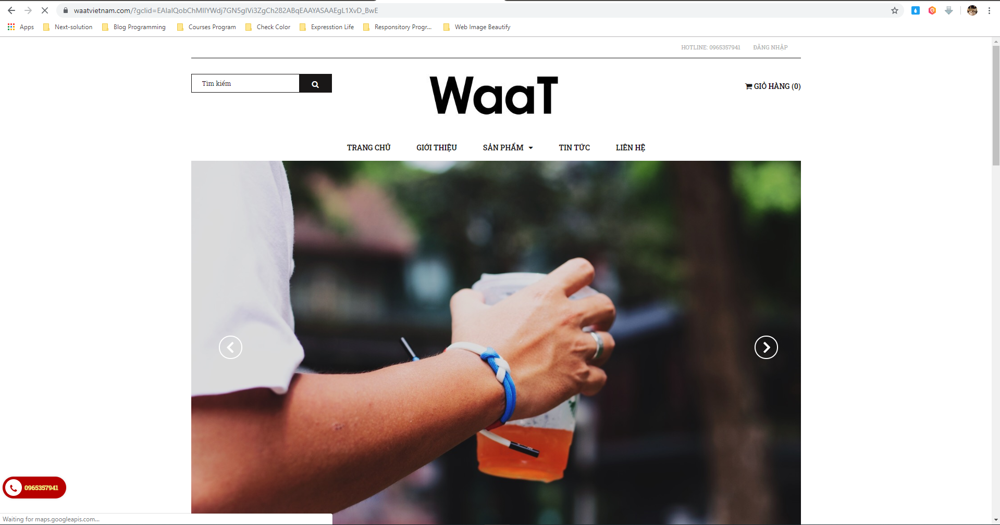 waatvietnam.com/?gclid=EAIaIQobChMIlYWdj7GN5gIVi3ZgCh282ABqEAAYASAAEgL1XvD_BwE
Apps Next-solution Blog Programming Courses Program Check Color Expresstion Life Responsitory Progr... Web Image Beautify
HOTLINE: 0965357941 ĐĂNG NHẬP
Tìm kiếm
WaaT
GIỎ HÀNG (0)
TRANG CHỦ GIỚI THIỆU SẢN PHẨM TIN TỨC LIÊN HỆ
0965357941
Waiting for maps.googleapis.com...